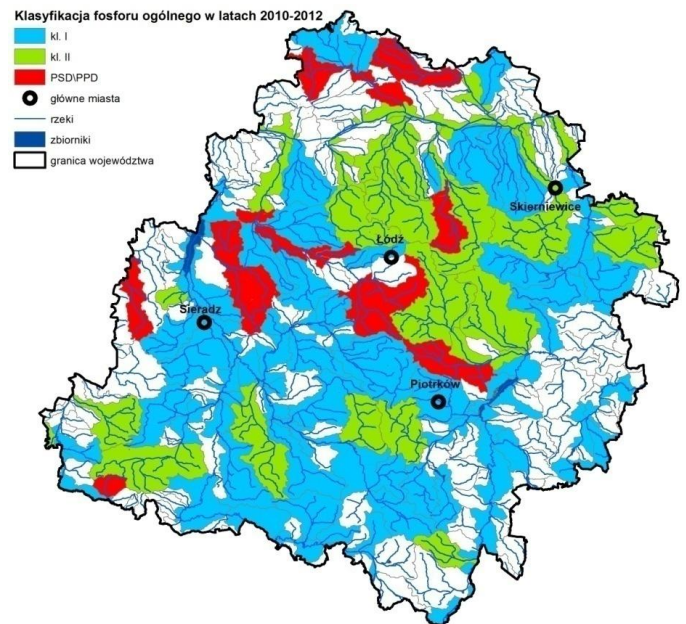 Klasyfikacja fosforu ogólnego w latach 2010-2012
kl. I
kl. II
PSD\PPD
główne miasta
rzeki
zbiorniki
granica województwa
Skierniewice
Łódź
Sieradz
Piotrków